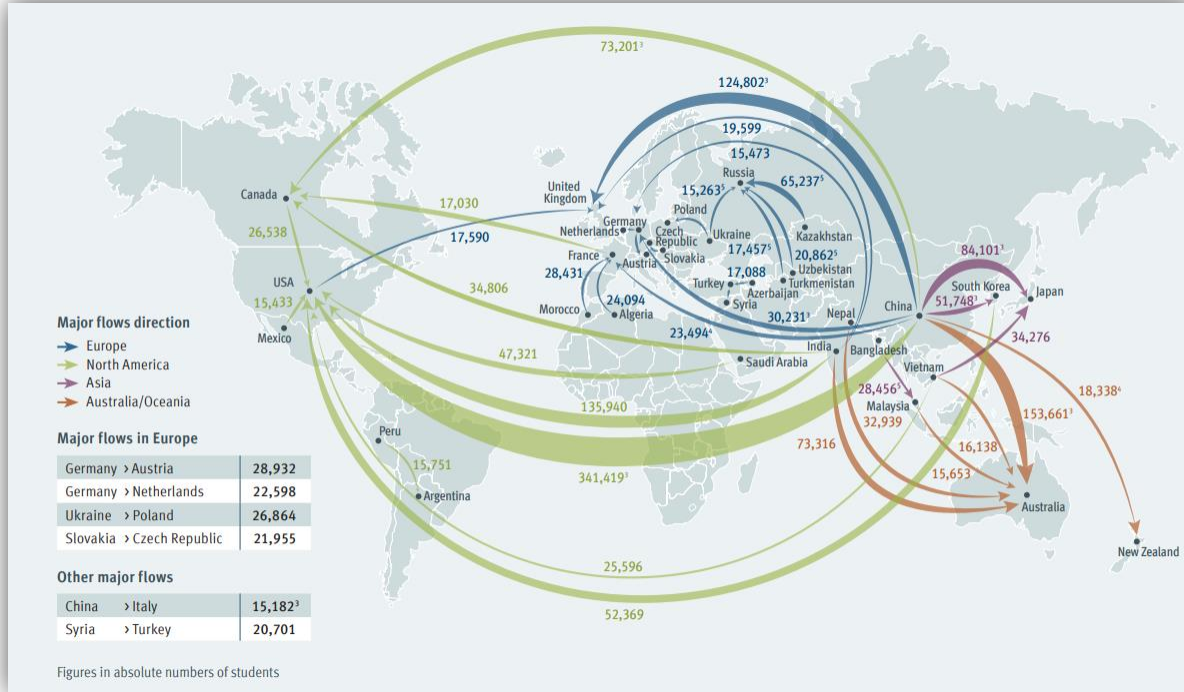 73,201³
124,802³
19,599
15,473
Russia
65,237⁵
15,263⁵
United
Kingdom
Canada
17,030
Poland
Germany
Netherlands
Czech
Republic
Ukraine
Kazakhstan
17,590
26,538
17,457⁵
20,862⁵
84,101³
France
Austria
Slovakia
Uzbekistan
28,431
17,088
Turkmenistan
USA
34,806
Turkey
Azerbaijan
South Korea
Japan
15,433
24,094
Syria
51,748³
Morocco
Algeria
30,231³
Nepal
China
Mexico
23,494⁴
34,276
India
Bangladesh
47,321
Saudi Arabia
Vietnam
28,456⁵
18,338⁶
Malaysia
135,940
32,939
153,661³
73,316
16,138
Peru
15,751
341,419³
15,653
Argentina
Australia
New Zealand
25,596
52,369
Major flows direction
Europe
North America
Asia
Australia/Oceania
Major flows in Europe
Germany > Austria 28,932
Germany > Netherlands 22,598
Ukraine > Poland 26,864
Slovakia > Czech Republic 21,955
Other major flows
China > Italy 15,182³
Syria > Turkey 20,701
Figures in absolute numbers of students